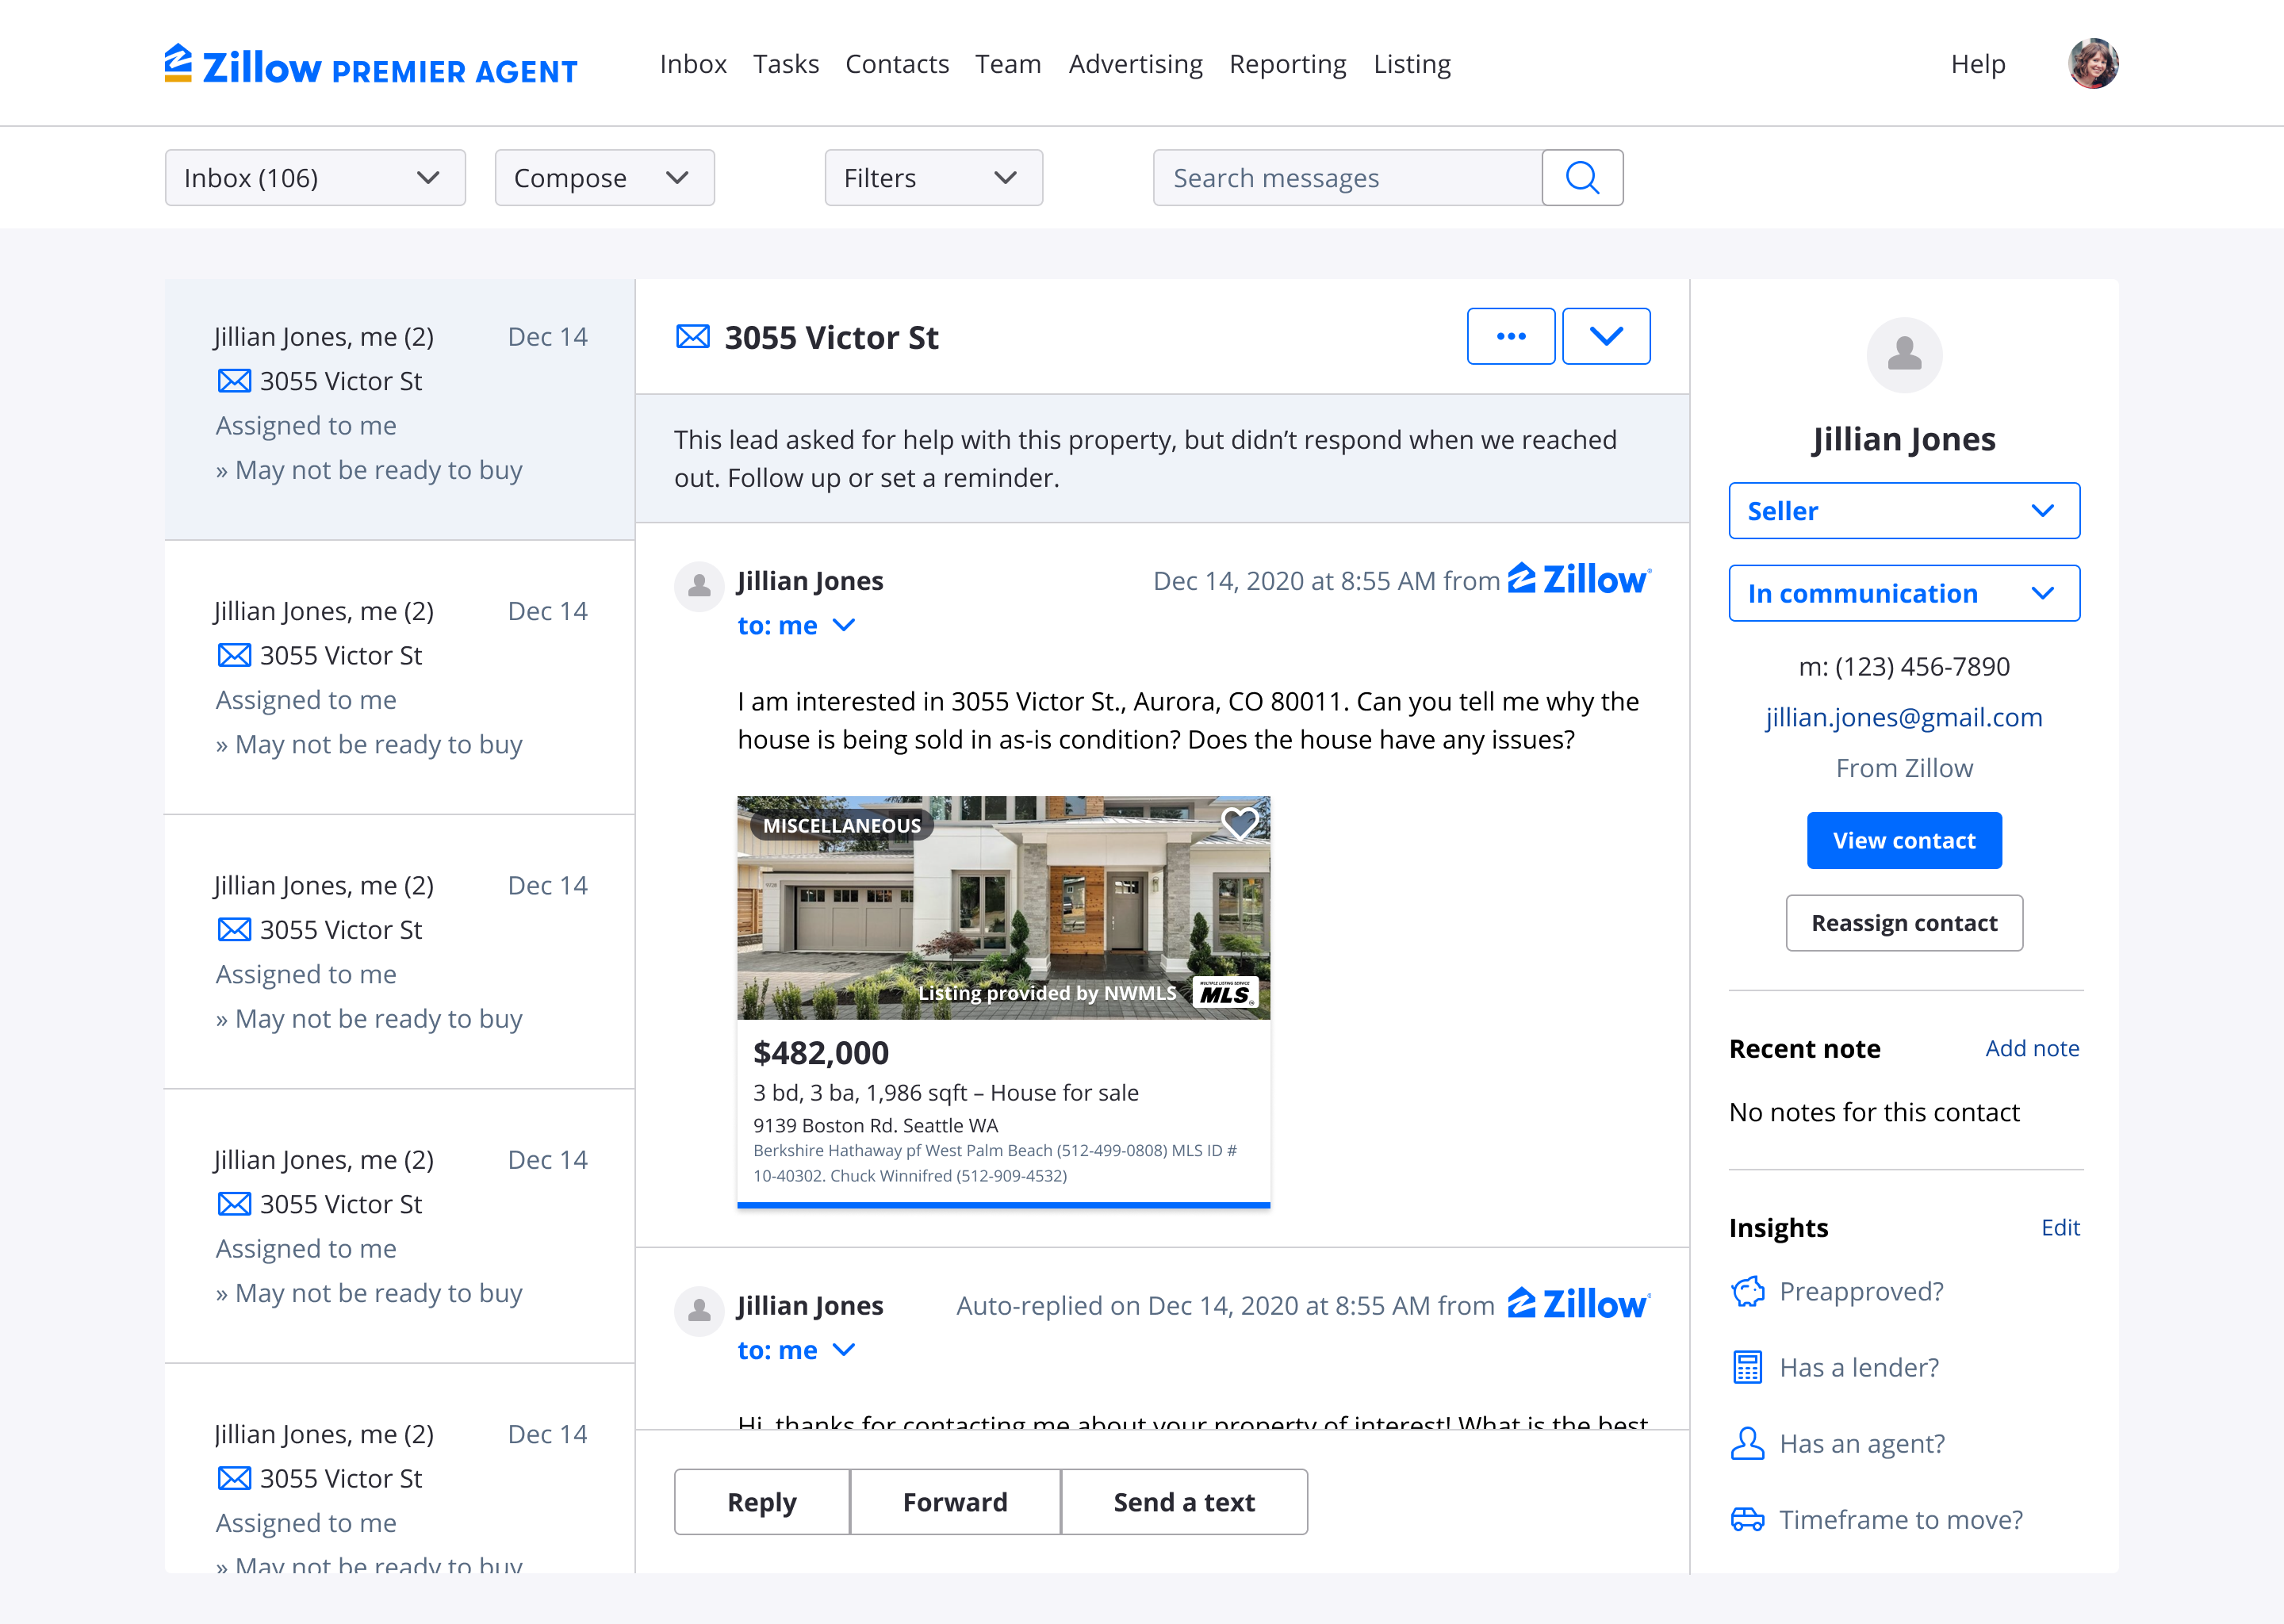 Zillow PREMIER AGENT
Inbox Tasks Contacts Team Advertising Reporting Listing
Help
Inbox (106)
Compose
Filters
Search messages
Jillian Jones, me (2) Dec 14
3055 Victor St
Assigned to me
» May not be ready to buy
Jillian Jones, me (2) Dec 14
3055 Victor St
Assigned to me
» May not be ready to buy
Jillian Jones, me (2) Dec 14
3055 Victor St
Assigned to me
» May not be ready to buy
Jillian Jones, me (2) Dec 14
3055 Victor St
Assigned to me
» May not be ready to buy
Jillian Jones, me (2) Dec 14
3055 Victor St
Assigned to me
» May not be ready to buy
3055 Victor St
This lead asked for help with this property, but didn’t respond when we reached
out. Follow up or set a reminder.
Jillian Jones
Dec 14, 2020 at 8:55 AM from Zillow
to: me
I am interested in 3055 Victor St., Aurora, CO 80011. Can you tell me why the
house is being sold in as-is condition? Does the house have any issues?
MISCELLANEOUS
Listing provided by NWMLS
MULTIPLE LISTING SERVICE
MLS
$482,000
3 bd, 3 ba, 1,986 sqft – House for sale
9139 Boston Rd. Seattle WA
Berkshire Hathaway pf West Palm Beach (512-499-0808) MLS ID #
10-40302. Chuck Winnifred (512-909-4532)
Jillian Jones
Auto-replied on Dec 14, 2020 at 8:55 AM from Zillow
to: me
Hi, thanks for contacting me about your property of interest! What is the best
Reply
Forward
Send a text
Jillian Jones
Seller
In communication
m: (123) 456-7890
jillian.jones@gmail.com
From Zillow
View contact
Reassign contact
Recent note Add note
No notes for this contact
Insights Edit
Preapproved?
Has a lender?
Has an agent?
Timeframe to move?